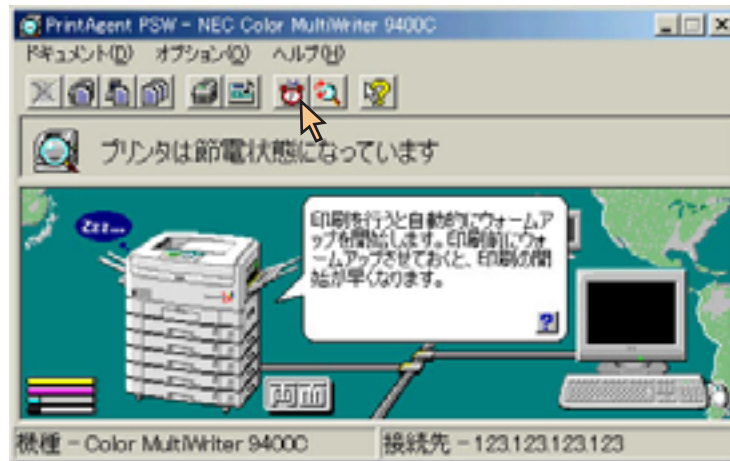 PrintAgent PSW - NEC Color MultiWriter 9400C
ドキュメント(D) オプション(O) ヘルプ(H)
プリンタは節電状態になっています
Zzz...
印刷を行うと自動的にウォームア
ップを開始します。印刷前にウォ
ームアップさせておくと、印刷の開
始が早くなります。
?
両面
機種 - Color MultiWriter 9400C
接続先 - 123.123.123.123